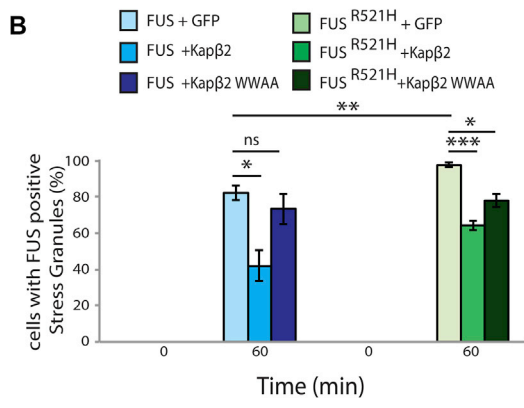 B
FUS + GFP
FUS +Kapβ2
FUS +Kapβ2 WWAA
FUS R521H + GFP
FUS R521H +Kapβ2
FUS R521H +Kapβ2 WWAA
**
ns
*
*
***
cells with FUS positive
Stress Granules (%)
100
80
60
40
20
0
0
60
0
60
Time (min)